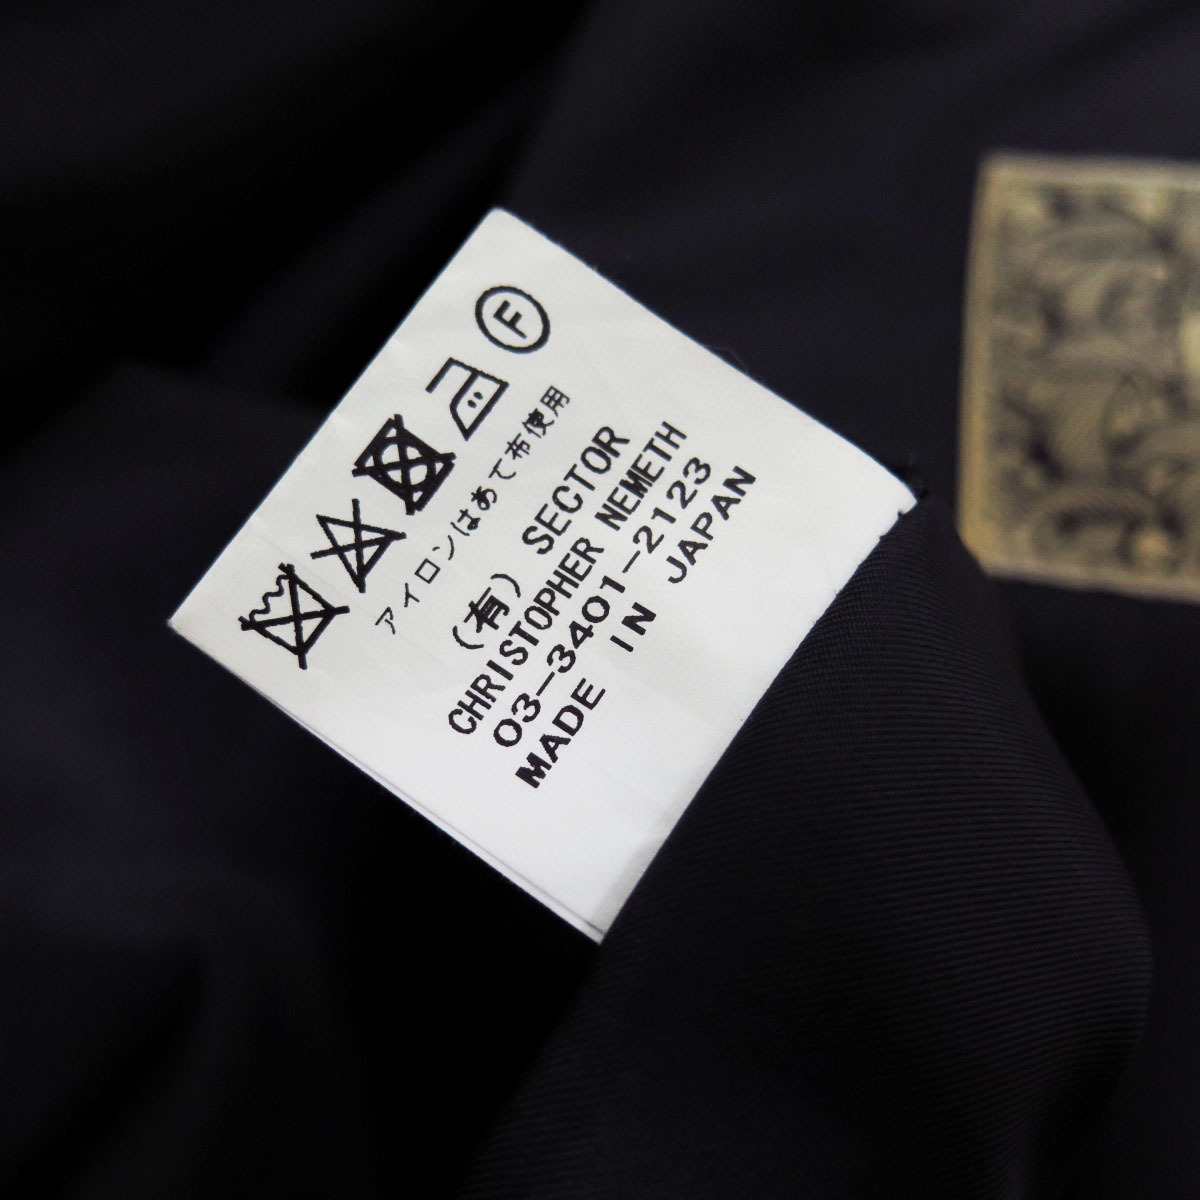 F
アイロンはあて布使用
(有) SECTOR
CHRISTOPHER NEMETH
03-3401-2123
MADE IN JAPAN